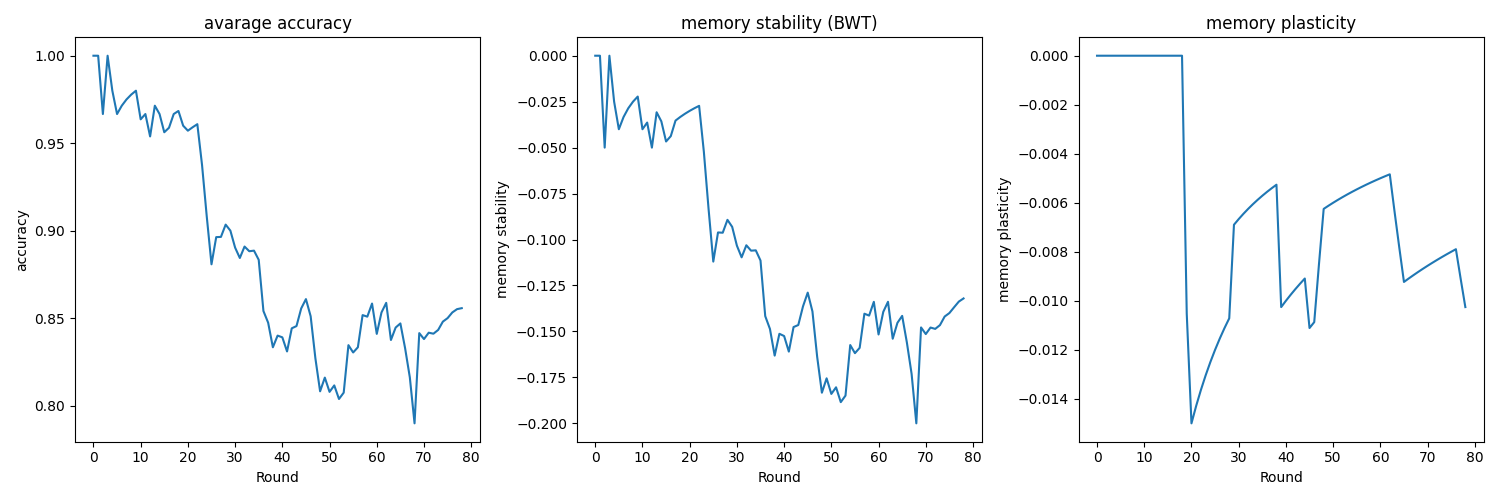 avarage accuracy
1.00
0.95
0.90
0.85
0.80
accuracy
0 10 20 30 40 50 60 70 80
Round
memory stability (BWT)
0.000
−0.025
−0.050
−0.075
−0.100
−0.125
−0.150
−0.175
−0.200
memory stability
0 10 20 30 40 50 60 70 80
Round
memory plasticity
0.000
−0.002
−0.004
−0.006
−0.008
−0.010
−0.012
−0.014
memory plasticity
0 10 20 30 40 50 60 70 80
Round